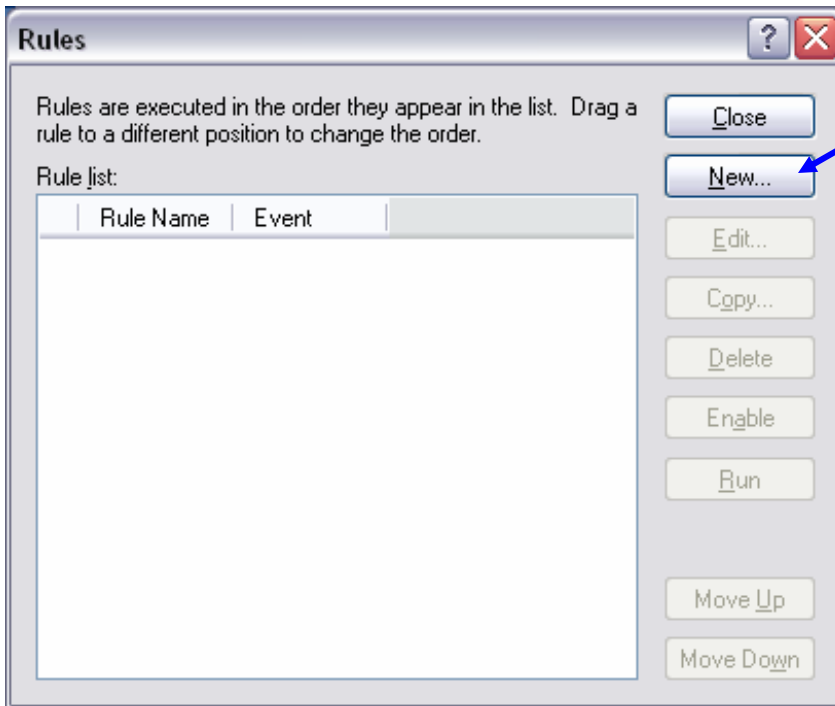 Rules
Rules are executed in the order they appear in the list. Drag a
rule to a different position to change the order.
Rule list:
Rule Name Event
Close
New...
Edit...
Copy...
Delete
Enable
Run
Move Up
Move Down